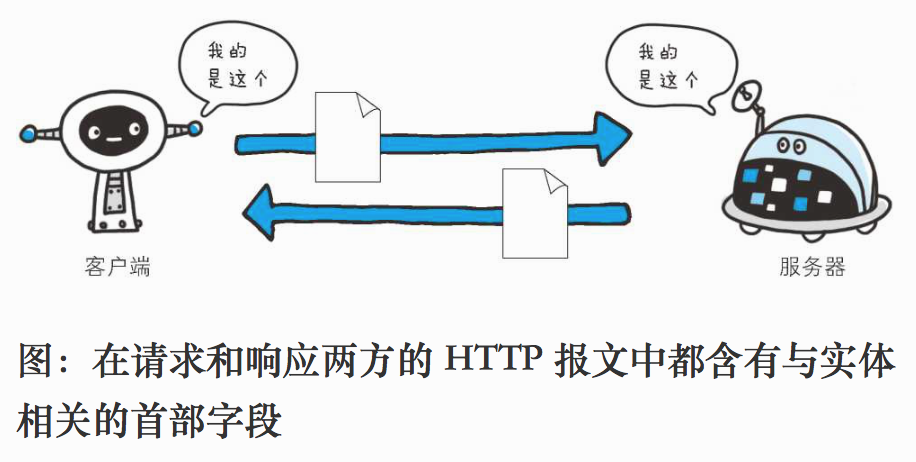 我的
是这个
我的
是这个
客户端
服务器
图：在请求和响应两方的 HTTP 报文中都含有与实体
相关的首部字段